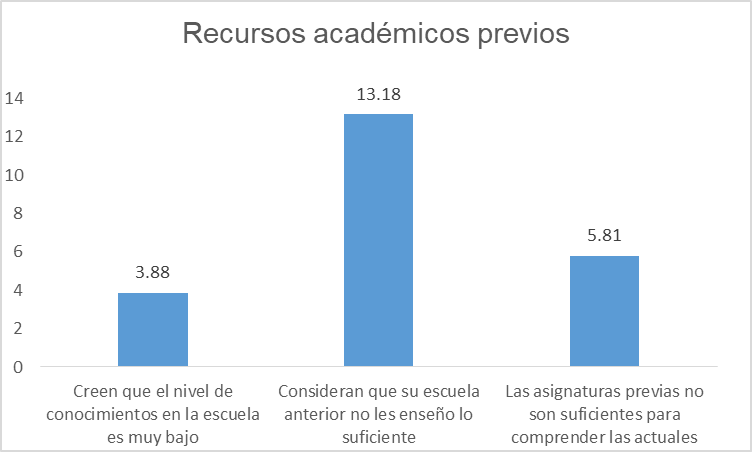 Recursos académicos previos
14
12
10
8
6
4
2
0
3.88
13.18
5.81
Creen que el nivel de
conocimientos en la escuela
es muy bajo
Consideran que su escuela
anterior no les enseño lo
suficiente
Las asignaturas previas no
son suficientes para
comprender las actuales